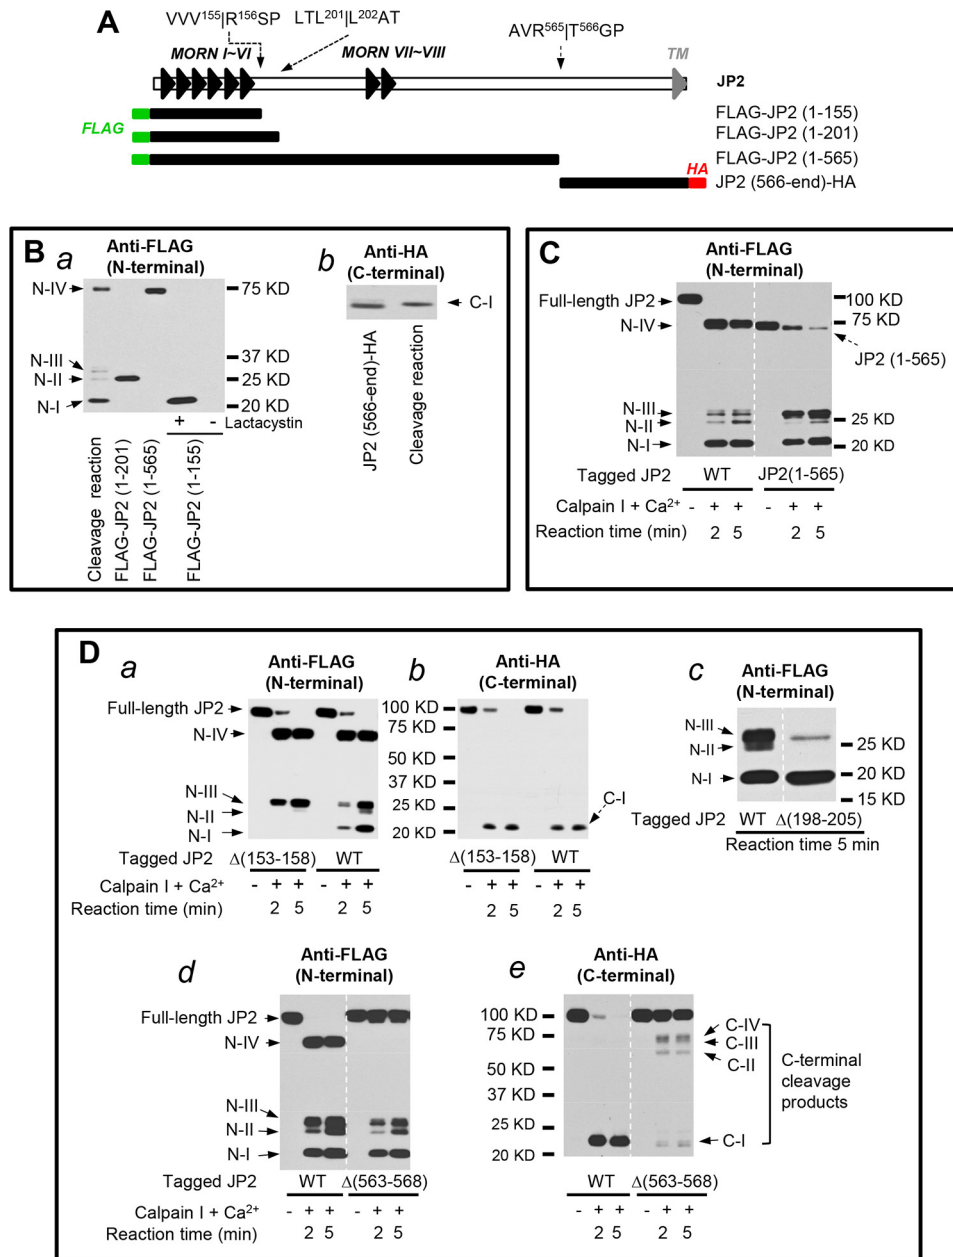 A
VVV155|R156SP
LTL201|L202AT
AVR565|T566GP
MORN I~VI
MORN VII~VIII
TM
JP2
FLAG
FLAG-JP2 (1-155)
FLAG-JP2 (1-201)
FLAG-JP2 (1-565)
HA
JP2 (566-end)-HA
B
a
Anti-FLAG
(N-terminal)
N-IV
75 KD
37 KD
N-III
N-II
25 KD
N-I
20 KD
+ - Lactacystin
Cleavage reaction
FLAG-JP2 (1-201)
FLAG-JP2 (1-565)
FLAG-JP2 (1-155)
b
Anti-HA
(C-terminal)
C-I
JP2 (566-end)-HA
Cleavage reaction
C
Anti-FLAG
(N-terminal)
Full-length JP2
100 KD
N-IV
75 KD
JP2 (1-565)
N-III
N-II
25 KD
N-I
20 KD
Tagged JP2 WT JP2(1-565)
Calpain I + Ca2+ - + + - + +
Reaction time (min) 2 5 2 5
D
a
Anti-FLAG
(N-terminal)
Full-length JP2
N-IV
N-III
N-II
N-I
Tagged JP2 Δ(153-158) WT
Calpain I + Ca2+ - + + - + +
Reaction time (min) 2 5 2 5
b
Anti-HA
(C-terminal)
100 KD
75 KD
50 KD
37 KD
25 KD
20 KD
C-I
Δ(153-158) WT
- + + - + +
2 5 2 5
c
Anti-FLAG
(N-terminal)
N-III
N-II
25 KD
N-I
20 KD
15 KD
Tagged JP2 WT Δ(198-205)
Reaction time 5 min
d
Anti-FLAG
(N-terminal)
Full-length JP2
N-IV
N-III
N-II
N-I
Tagged JP2 WT Δ(563-568)
Calpain I + Ca2+ - + + - + +
Reaction time (min) 2 5 2 5
e
Anti-HA
(C-terminal)
100 KD
75 KD
50 KD
37 KD
25 KD
20 KD
C-IV
C-III
C-II
C-I
C-terminal
cleavage
products
WT Δ(563-568)
- + + - + +
2 5 2 5